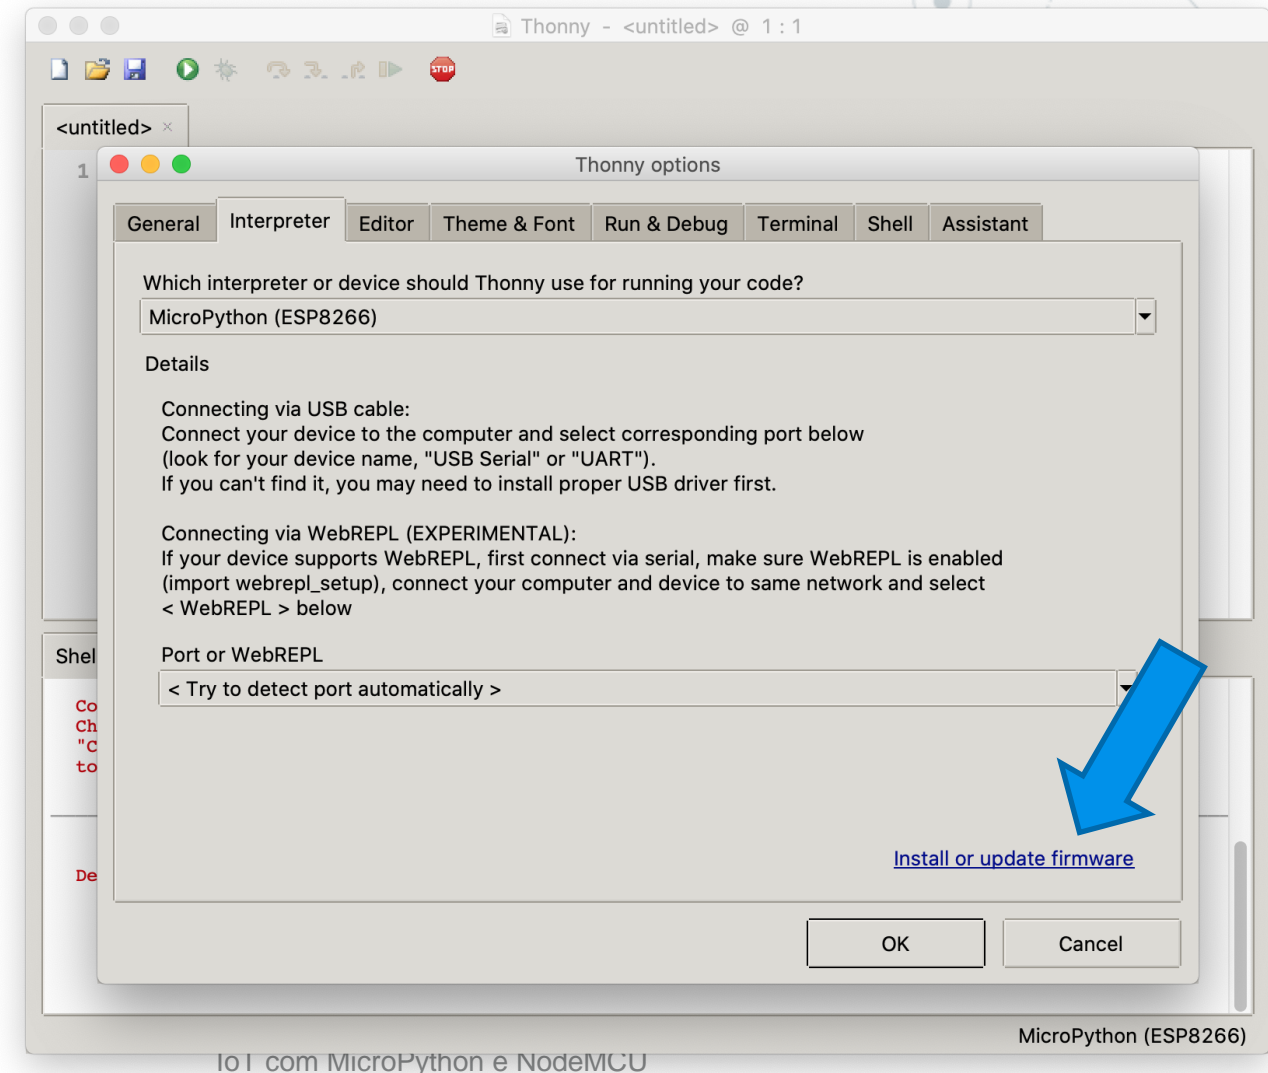 Thonny - <untitled> @ 1 : 1
STOP
<untitled> ×
1
Thonny options
General Interpreter Editor Theme & Font Run & Debug Terminal Shell Assistant
Which interpreter or device should Thonny use for running your code?
MicroPython (ESP8266)
Details
Connecting via USB cable:
Connect your device to the computer and select corresponding port below
(look for your device name, "USB Serial" or "UART").
If you can't find it, you may need to install proper USB driver first.
Connecting via WebREPL (EXPERIMENTAL):
If your device supports WebREPL, first connect via serial, make sure WebREPL is enabled
(import webrepl_setup), connect your computer and device to same network and select
< WebREPL > below
Shel
Port or WebREPL
< Try to detect port automatically >
Co
Ch
"C
to
De
Install or update firmware
OK Cancel
MicroPython (ESP8266)
IoT com MicroPython e NodeMCU